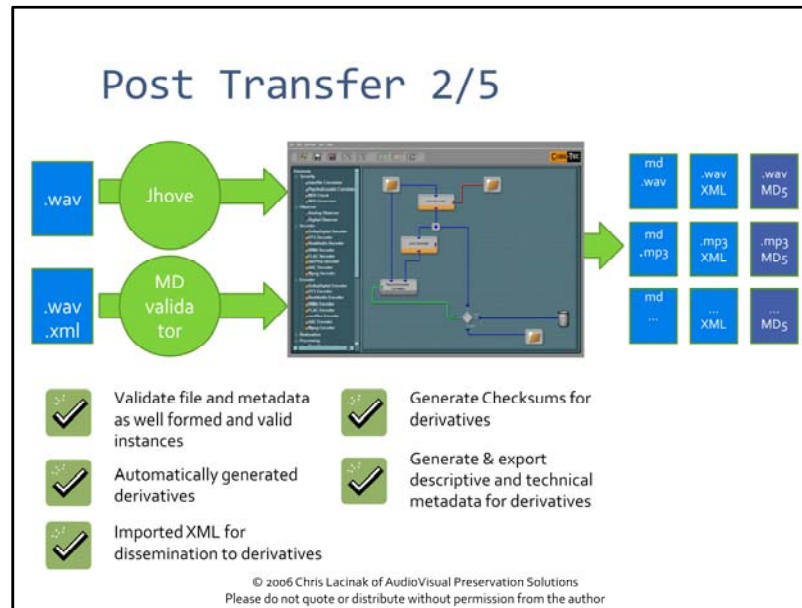 Post Transfer 2/5
.wav
Jhove
.wav
.xml
MD
valida
tor
Cube-Tec
md
.wav
.wav
XML
.wav
MD5
md
.mp3
.mp3
XML
.mp3
MD5
md
...
...
XML
...
MD5
Validate file and metadata
as well formed and valid
instances
Automatically generated
derivatives
Imported XML for
dissemination to derivatives
Generate Checksums for
derivatives
Generate & export
descriptive and technical
metadata for derivatives
© 2006 Chris Lacinak of AudioVisual Preservation Solutions
Please do not quote or distribute without permission from the author